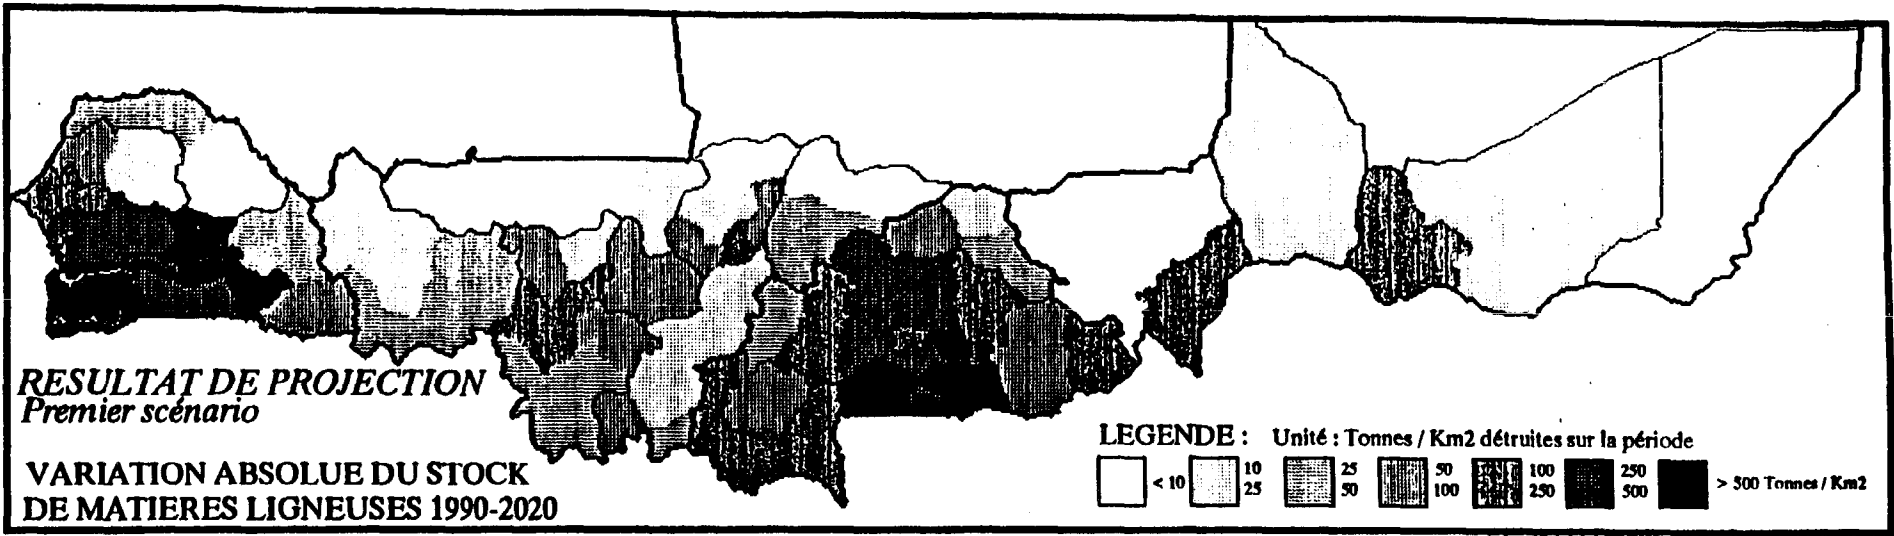 RESULTAT DE PROJECTION
Premier scénario
VARIATION ABSOLUE DU STOCK
DE MATIERES LIGNEUSES 1990-2020
LEGENDE : Unité : Tonnes / Km2 détruites sur la période
< 10
10
25
25
50
50
100
100
250
250
500
> 500 Tonnes / Km2